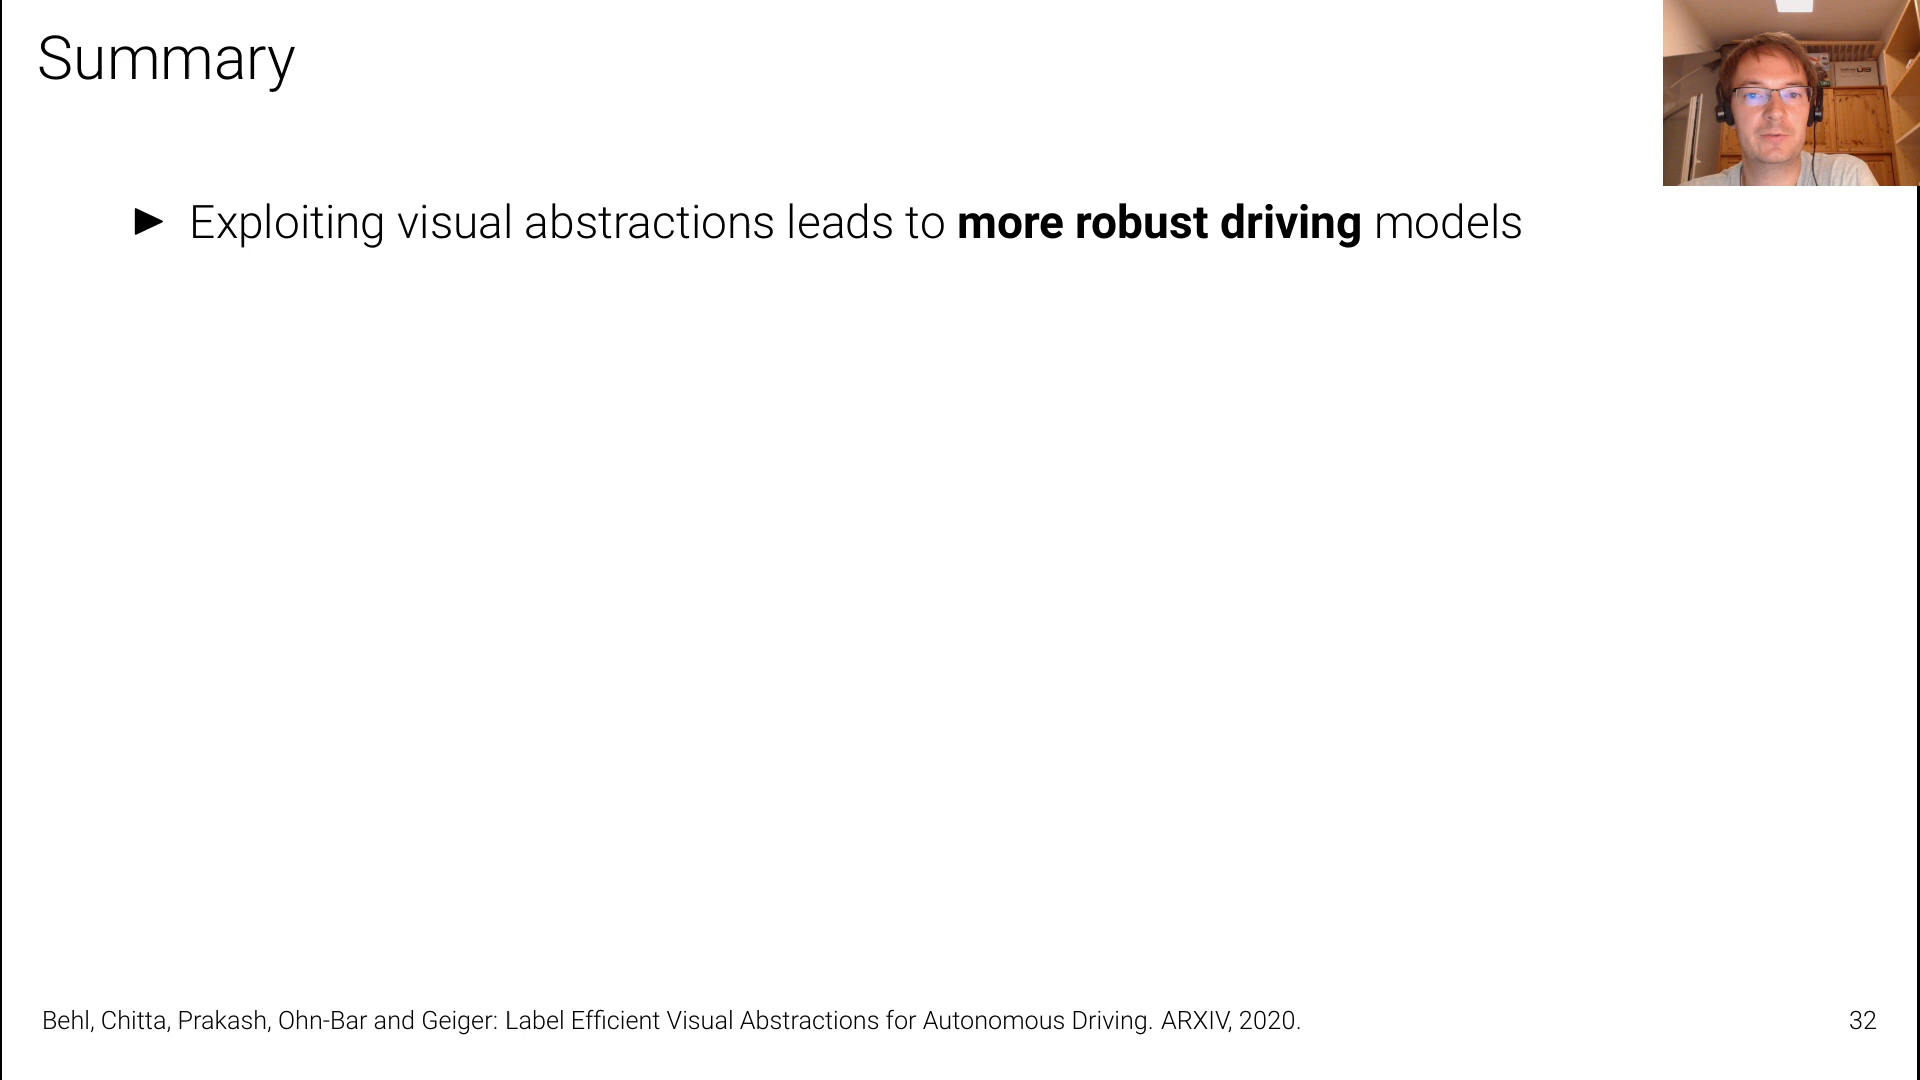 Summary
► Exploiting visual abstractions leads to more robust driving models
Behl, Chitta, Prakash, Ohn-Bar and Geiger: Label Efficient Visual Abstractions for Autonomous Driving. ARXIV, 2020.
32